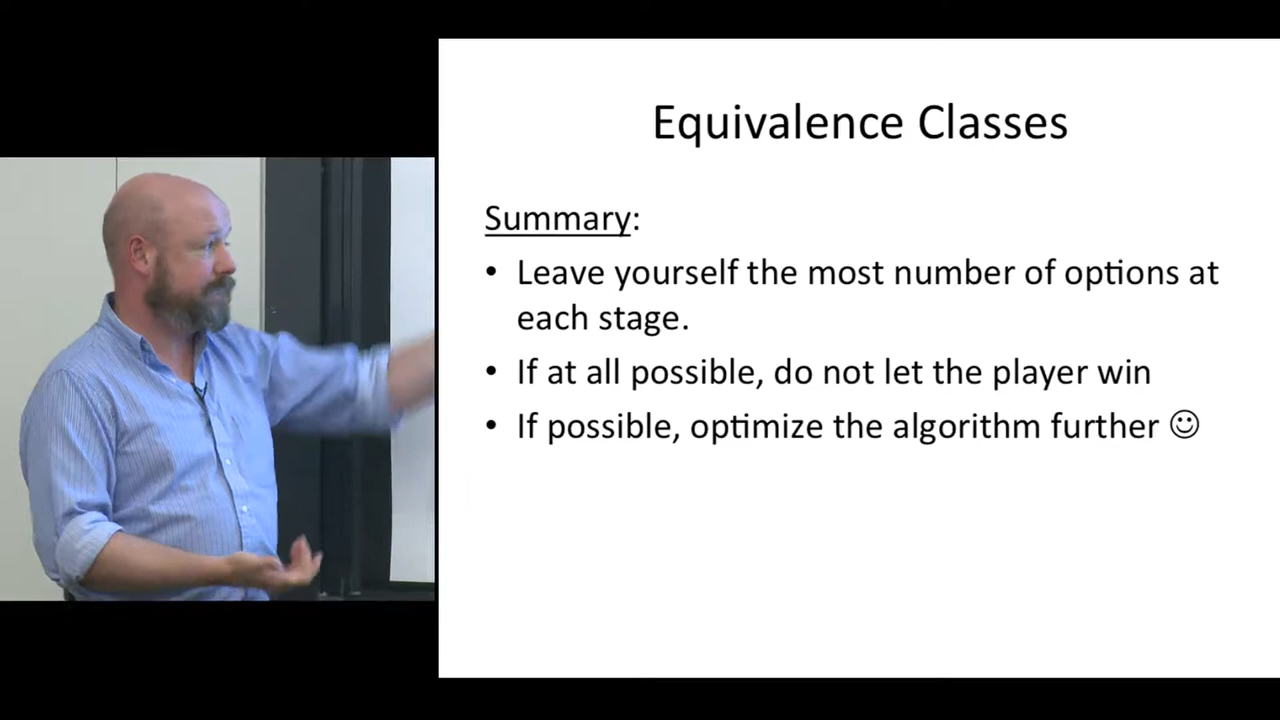 Equivalence Classes
Summary:
• Leave yourself the most number of options at
each stage.
• If at all possible, do not let the player win
• If possible, optimize the algorithm further ☺